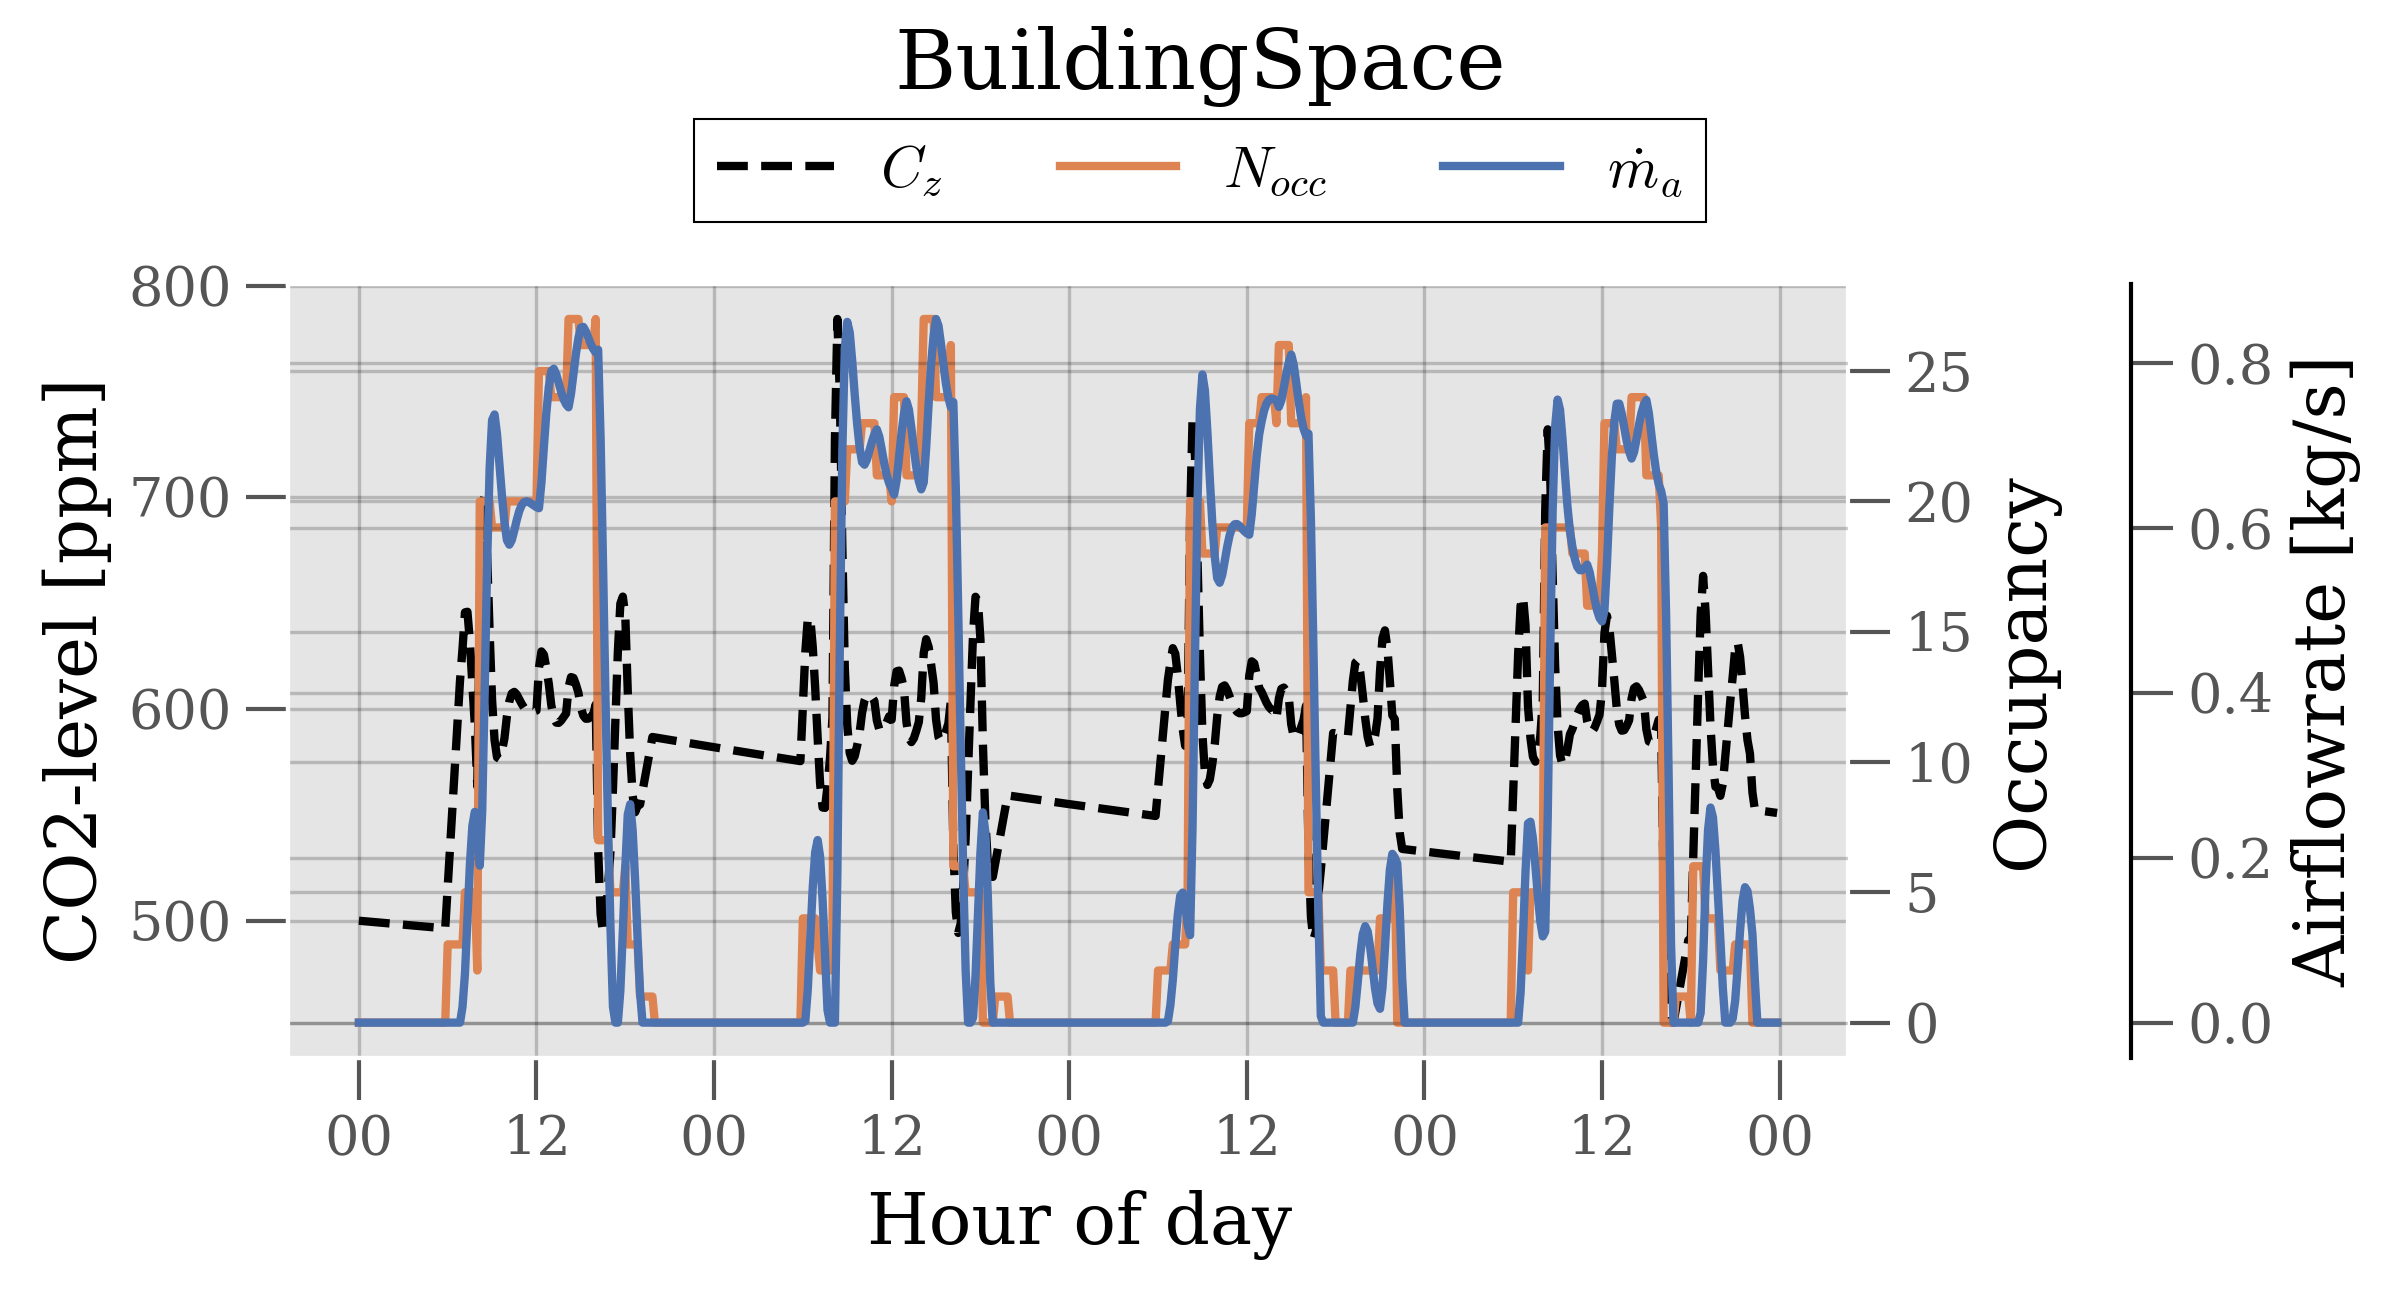 BuildingSpace
C_z N_occ ṁ_a
800
700
600
500
CO2-level [ppm]
25
20
15
10
5
0
Occupancy
0.8
0.6
0.4
0.2
0.0
Airflowrate [kg/s]
00 12 00 12 00 12 00 12 00
Hour of day